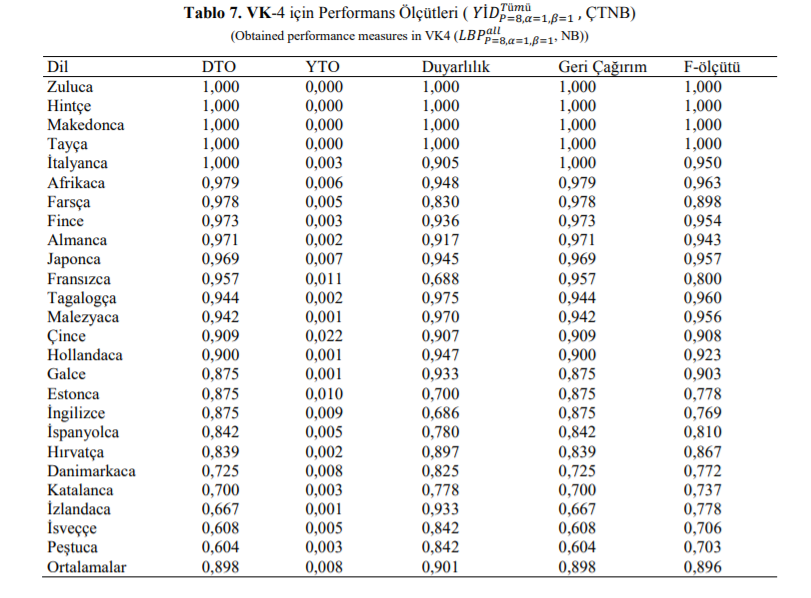 Tablo 7. VK-4 için Performans Ölçütleri ( YİD^{Tümü}_{P=8,α=1,β=1} , ÇTNB)
(Obtained performance measures in VK4 (LBP^{all}_{P=8,α=1,β=1}, NB))
Dil DTO YTO Duyarlılık Geri Çağırım F-ölçütü
Zuluca 1,000 0,000 1,000 1,000 1,000
Hintçe 1,000 0,000 1,000 1,000 1,000
Makedonca 1,000 0,000 1,000 1,000 1,000
Tayça 1,000 0,000 1,000 1,000 1,000
İtalyanca 1,000 0,003 0,905 1,000 0,950
Afrikaca 0,979 0,006 0,948 0,979 0,963
Farsça 0,978 0,005 0,830 0,978 0,898
Fince 0,973 0,003 0,936 0,973 0,954
Almanca 0,971 0,002 0,917 0,971 0,943
Japonca 0,969 0,007 0,945 0,969 0,957
Fransızca 0,957 0,011 0,688 0,957 0,800
Tagalogça 0,944 0,002 0,975 0,944 0,960
Malezyaca 0,942 0,001 0,970 0,942 0,956
Çince 0,909 0,022 0,907 0,909 0,908
Hollandaca 0,900 0,001 0,947 0,900 0,923
Galce 0,875 0,001 0,933 0,875 0,903
Estonca 0,875 0,010 0,700 0,875 0,778
İngilizce 0,875 0,009 0,686 0,875 0,769
İspanyolca 0,842 0,005 0,780 0,842 0,810
Hırvatça 0,839 0,002 0,897 0,839 0,867
Danimarkaca 0,725 0,008 0,825 0,725 0,772
Katalanca 0,700 0,003 0,778 0,700 0,737
İzlandaca 0,667 0,001 0,933 0,667 0,778
İsveççe 0,608 0,005 0,842 0,608 0,706
Peştuca 0,604 0,003 0,842 0,604 0,703
Ortalamalar 0,898 0,008 0,901 0,898 0,896